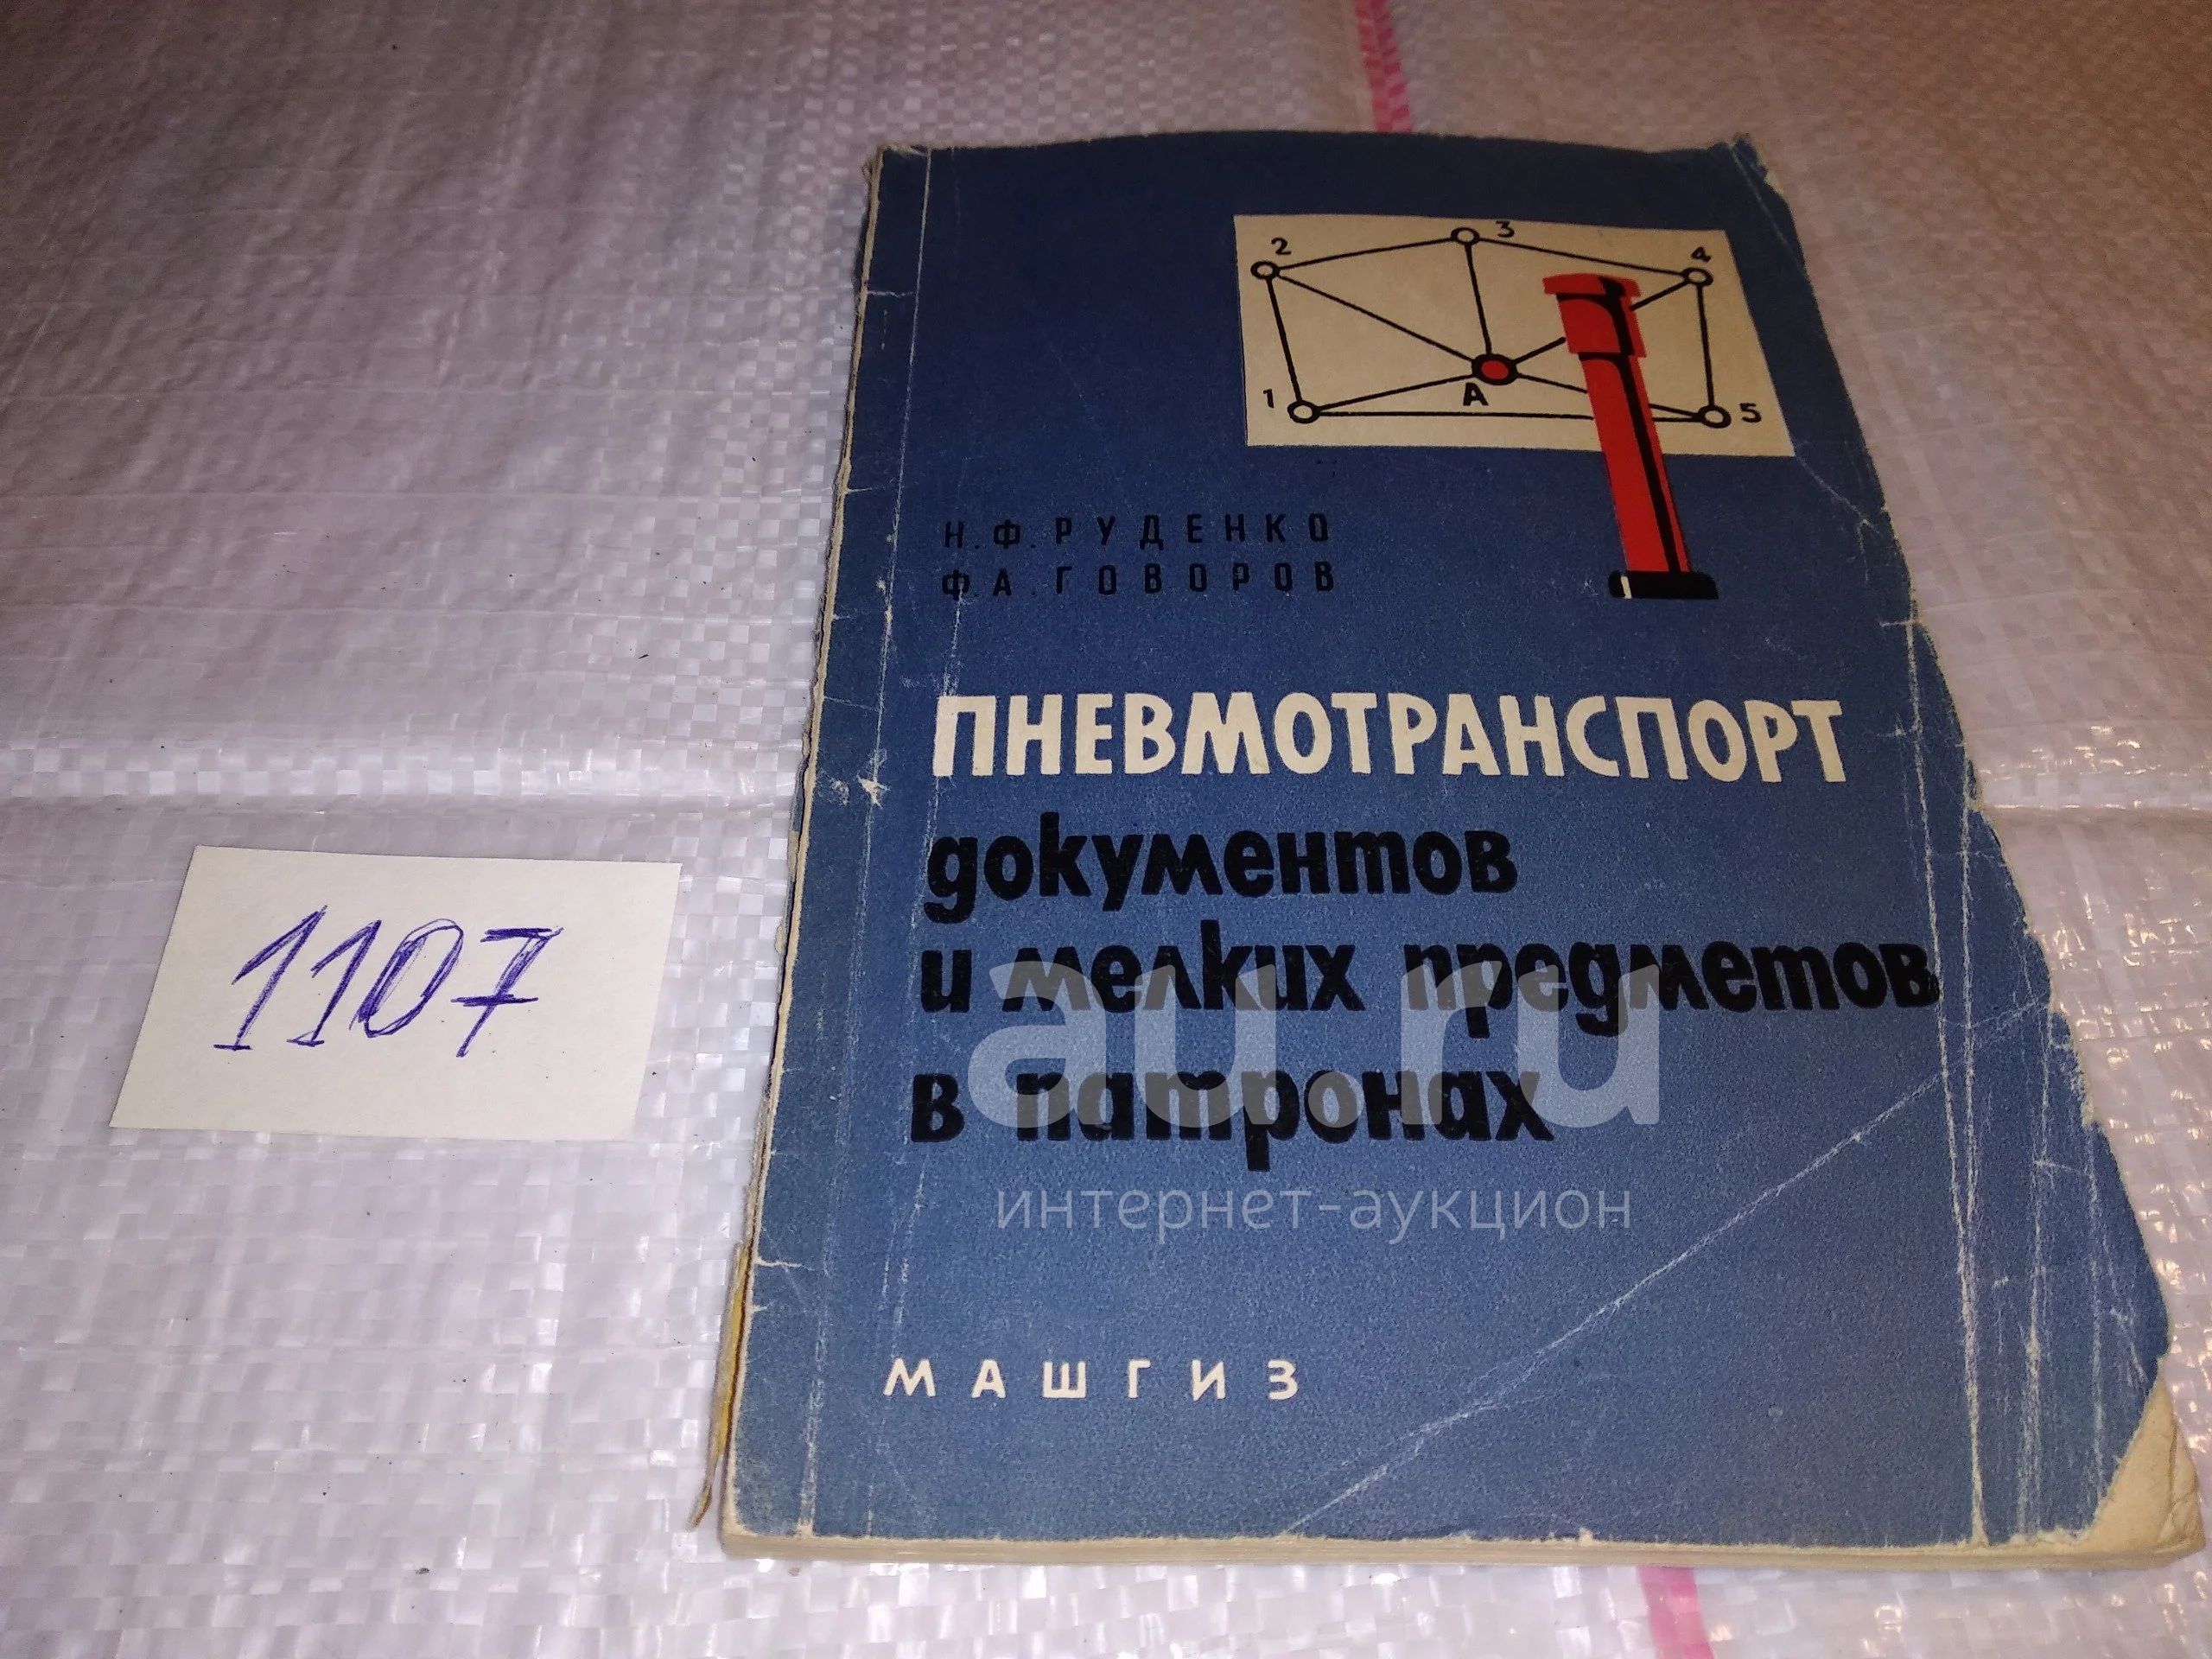 2
3
4
1
А
5
Н.Ф.РУДЕНКО
Ф.А.ГОВОРОВ
ПНЕВМОТРАНСПОРТ
документов
и мелких предметов
в патронах
au.ru
интернет-аукцион
МАШГИЗ
1107